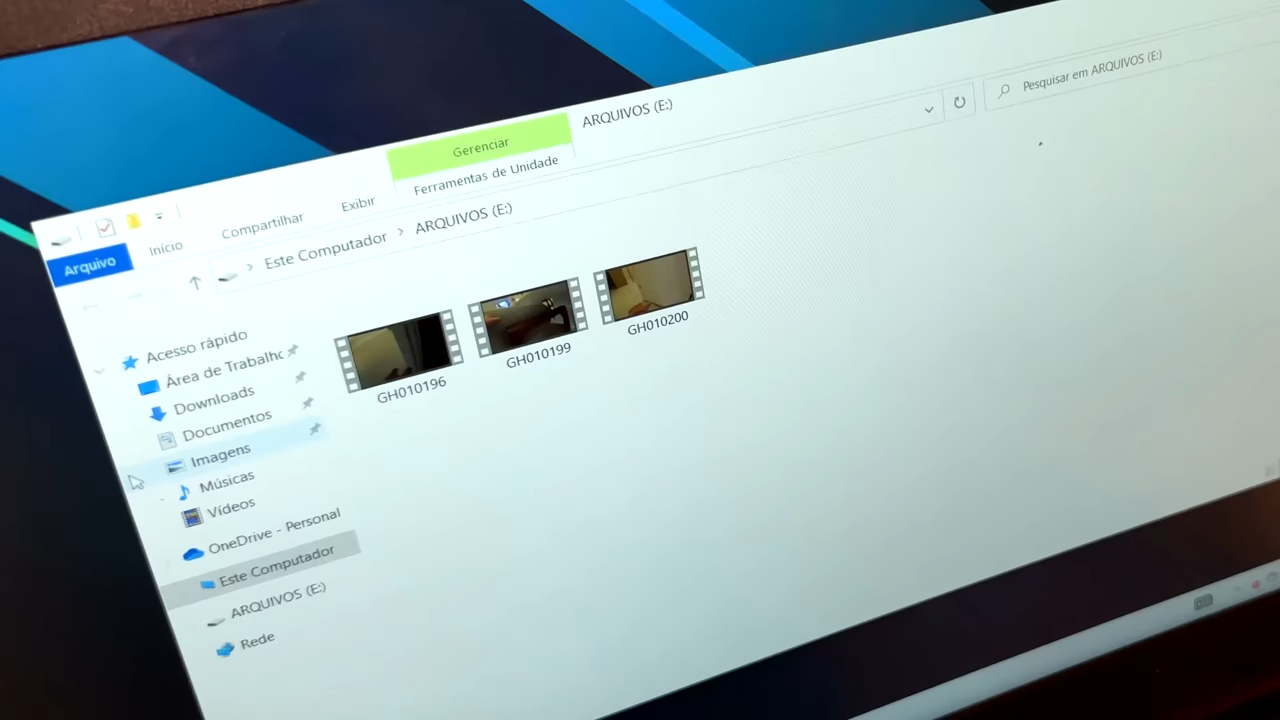 ARQUIVOS (E:)
Gerenciar
Ferramentas de Unidade
Arquivo
Início
Compartilhar
Exibir
Este Computador
ARQUIVOS (E:)
Pesquisar em ARQUIVOS (E:)
Acesso rápido
Área de Trabalho
Downloads
Documentos
Imagens
Músicas
Vídeos
OneDrive - Personal
Este Computador
ARQUIVOS (E:)
Rede
GH010196
GH010199
GH010200